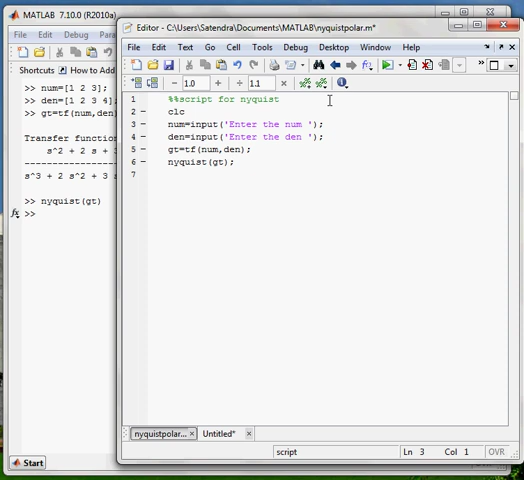 MATLAB 7.10.0 (R2010a)
File Edit Debug Para
Shortcuts How to Add
>> num=[1 2 3];
>> den=[1 2 3 4];
>> gt=tf(num,den)
Transfer function
s^2 + 2 s +
s^3 + 2 s^2 + 3 s
>> nyquist(gt)
fx >>
Start
Editor - C:\Users\Satendra\Documents\MATLAB\nyquistpolar.m*
File Edit Text Go Cell Tools Debug Desktop Window Help
− 1.0 + ÷ 1.1 ×
1 %%script for nyquist
2 − clc
3 − num=input('Enter the num ');
4 − den=input('Enter the den ');
5 − gt=tf(num,den);
6 − nyquist(gt);
7
nyquistpolar... × Untitled* ×
script Ln 3 Col 1 OVR